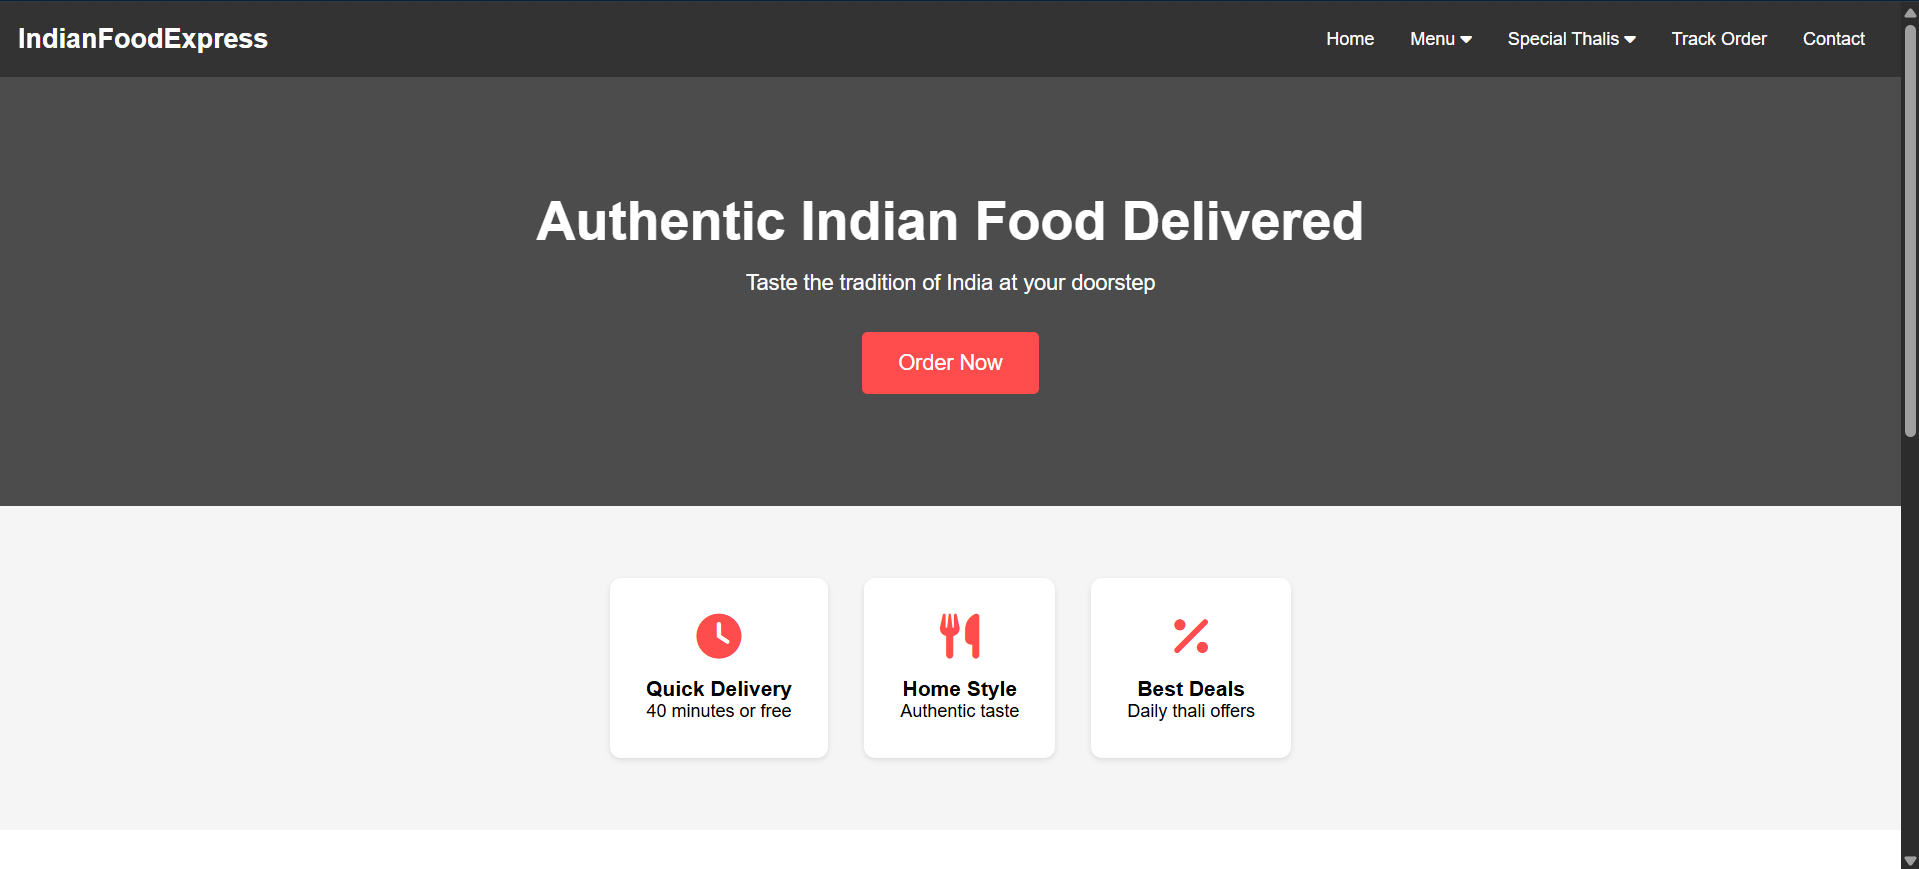 IndianFoodExpress
Home Menu Special Thalis Track Order Contact
Authentic Indian Food Delivered
Taste the tradition of India at your doorstep
Order Now
Quick Delivery
40 minutes or free
Home Style
Authentic taste
Best Deals
Daily thali offers